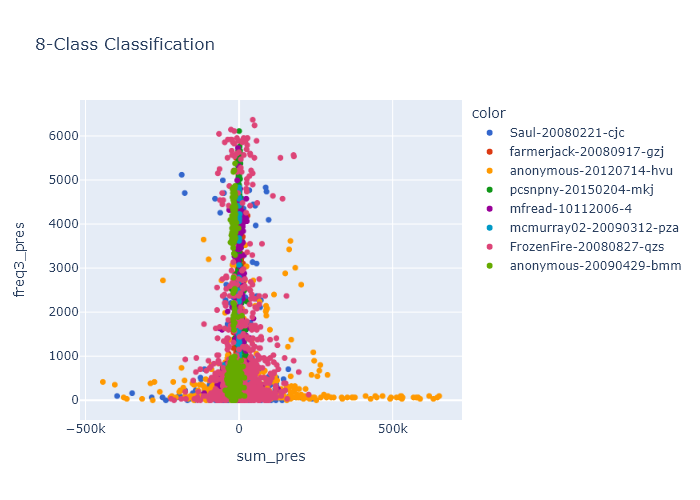 8-Class Classification
color
Saul-20080221-cjc
farmerjack-20080917-gzj
anonymous-20120714-hvu
pcsnpny-20150204-mkj
mfread-10112006-4
mcmurray02-20090312-pza
FrozenFire-20080827-qzs
anonymous-20090429-bmm
freq3_pres
6000
5000
4000
3000
2000
1000
0
−500k
0
500k
sum_pres